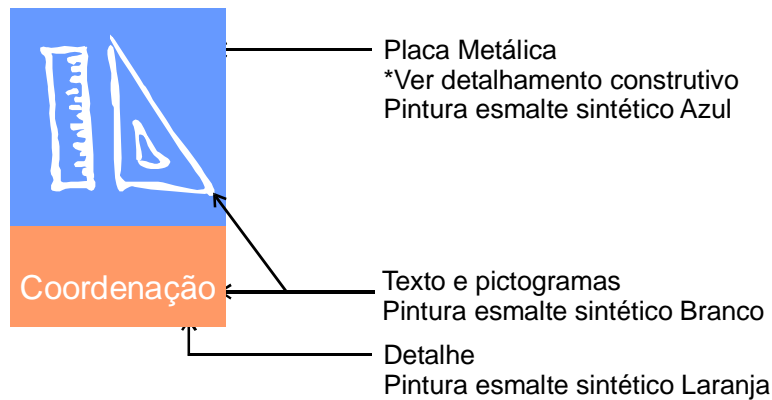 Placa Metálica
*Ver detalhamento construtivo
Pintura esmalte sintético Azul
Coordenação
Texto e pictogramas
Pintura esmalte sintético Branco
Detalhe
Pintura esmalte sintético Laranja